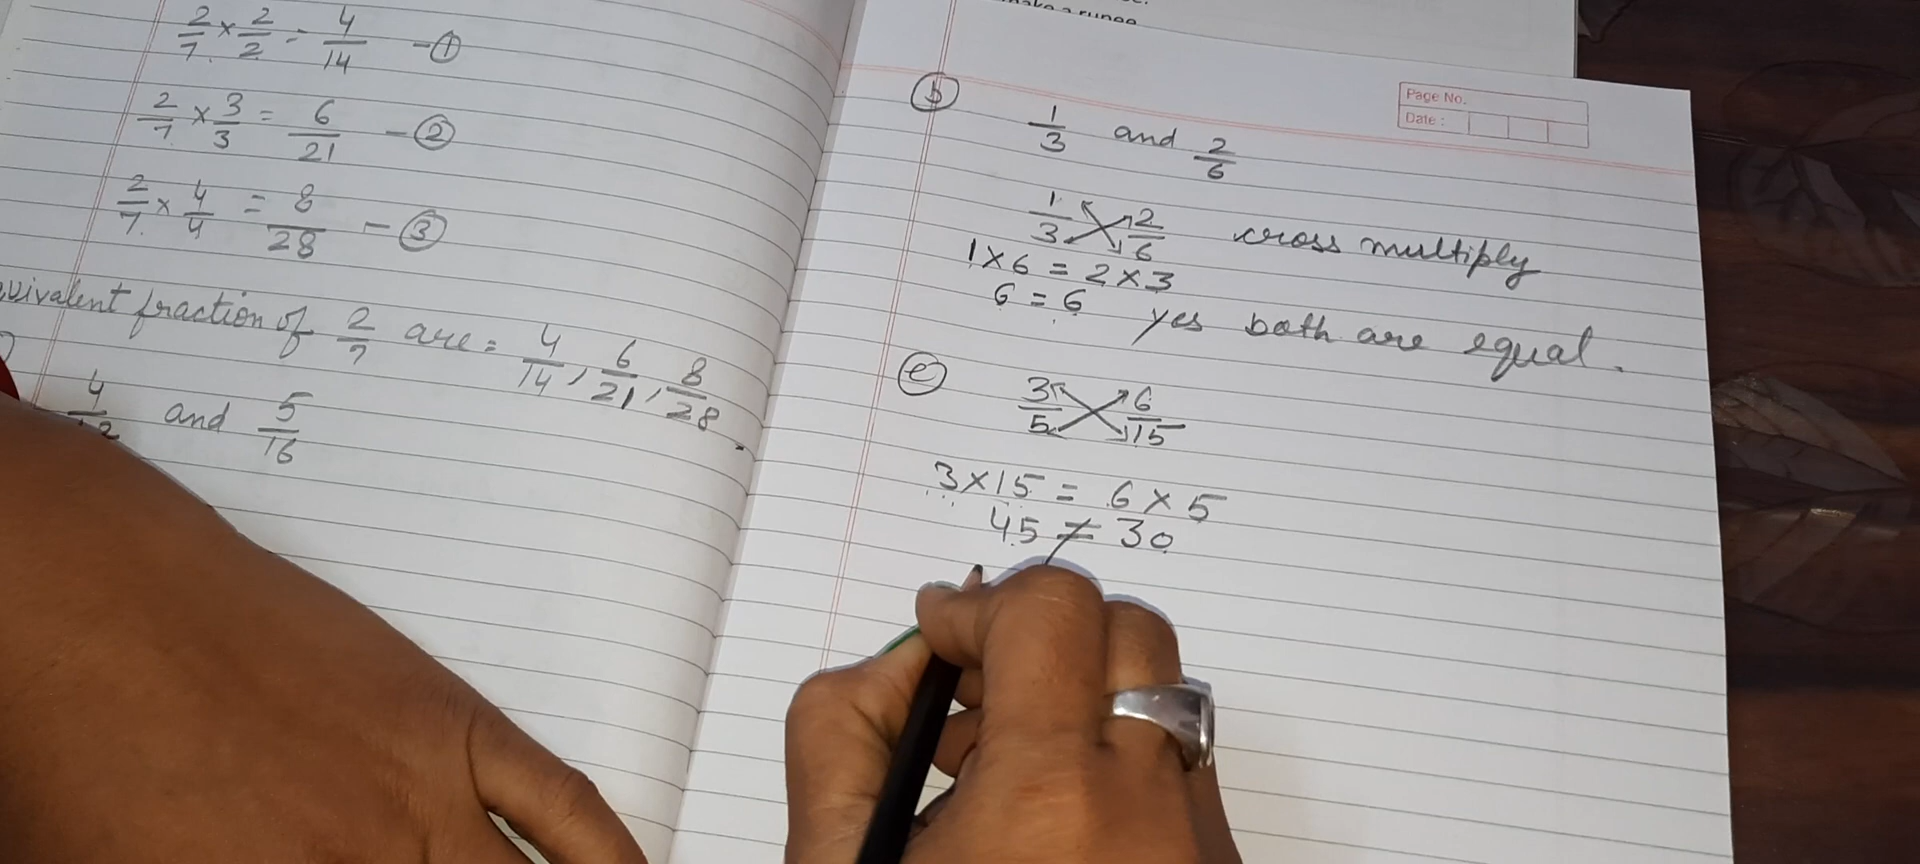 2/7 × 2/2 = 4/14 – ①
2/7 × 3/3 = 6/21 – ②
2/7 × 4/4 = 8/28 – ③
fraction of 2/7 are = 4/14, 6/21, 8/28.
and 5/16
make a rupee
Page No.
Date :
ⓑ 1/3 and 2/6
1/3 2/6 cross multiply
1 × 6 = 2 × 3
6 = 6 yes both are equal.
ⓔ 3/5 6/15
3 × 15 = 6 × 5
45 ≠ 30